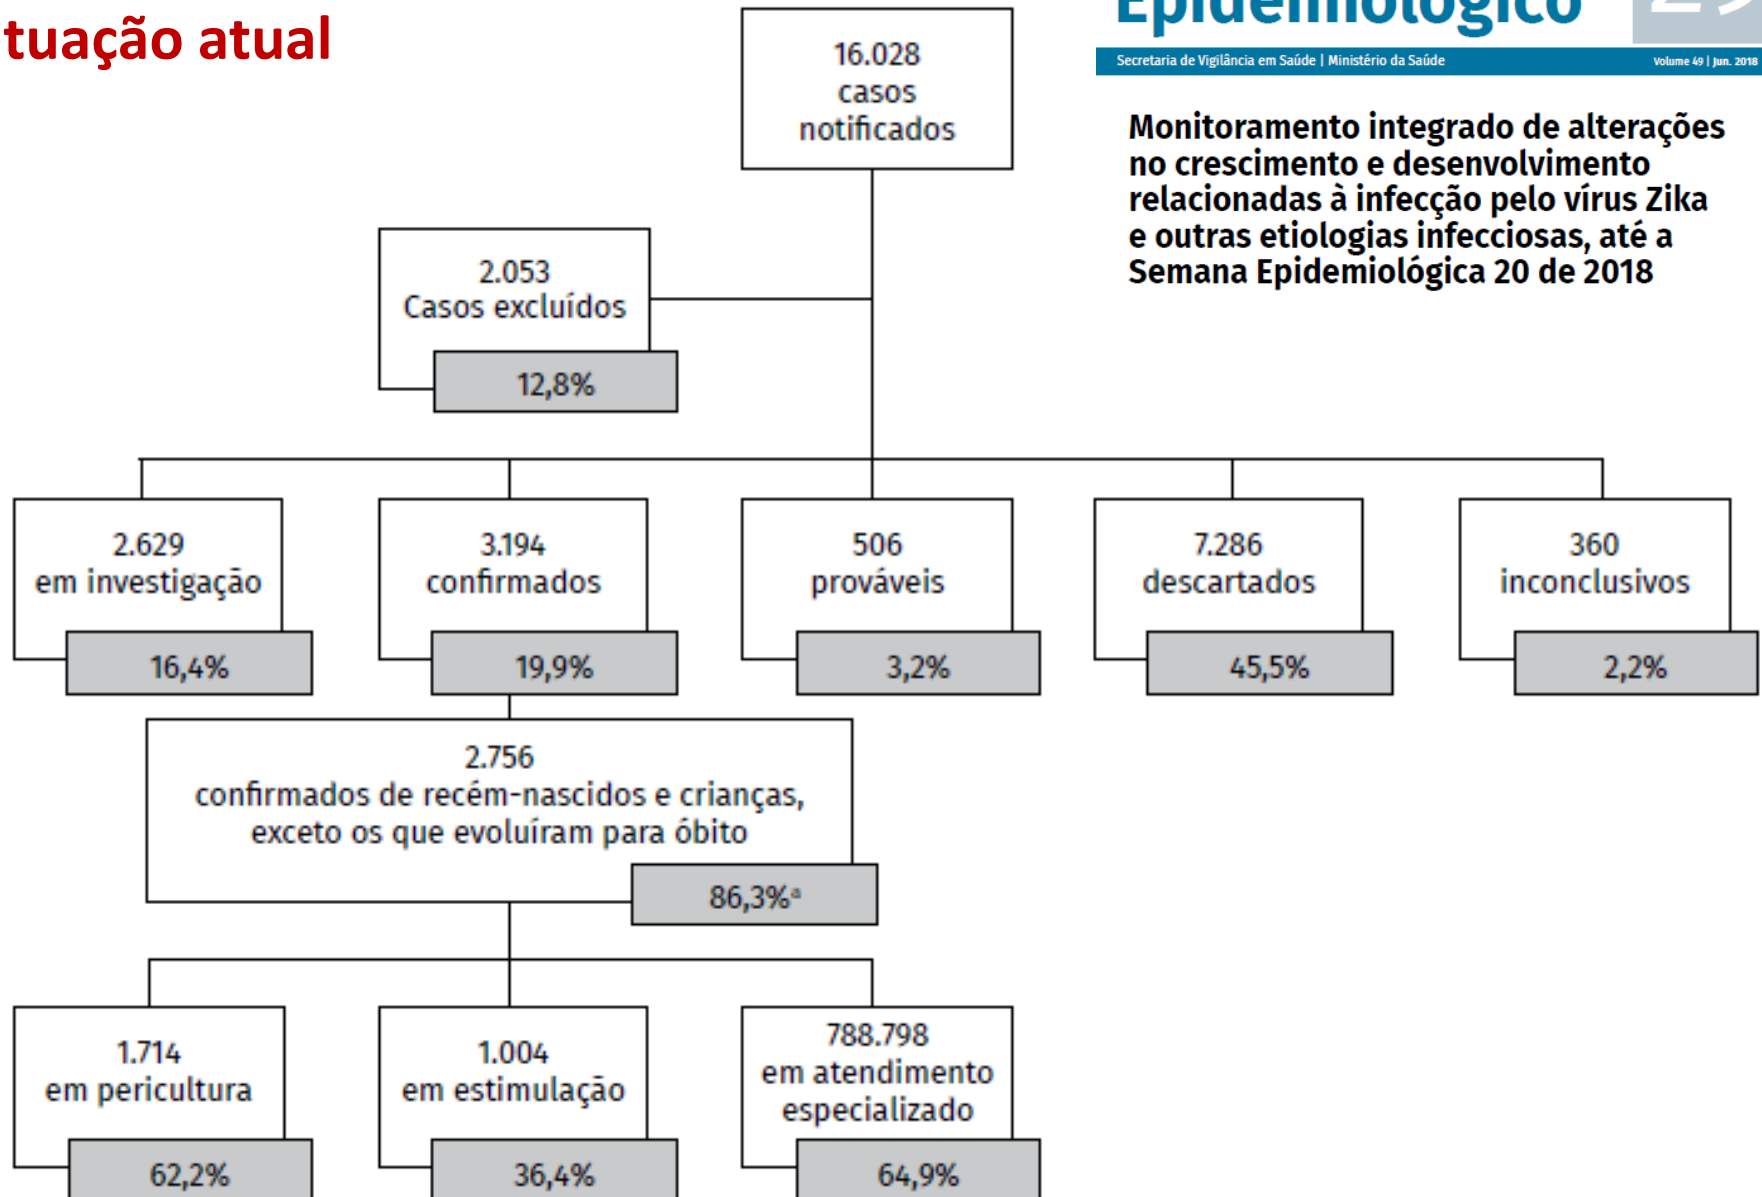 tuação atual
Epidemiológico
29
Secretaria de Vigilância em Saúde | Ministério da Saúde
Volume 49 | Jun. 2018
Monitoramento integrado de alterações
no crescimento e desenvolvimento
relacionadas à infecção pelo vírus Zika
e outras etiologias infecciosas, até a
Semana Epidemiológica 20 de 2018
16.028
casos
notificados
2.053
Casos excluídos
12,8%
2.629
em investigação
16,4%
3.194
confirmados
19,9%
506
prováveis
3,2%
7.286
descartados
45,5%
360
inconclusivos
2,2%
2.756
confirmados de recém-nascidos e crianças,
exceto os que evoluíram para óbito
86,3%ª
1.714
em pericultura
62,2%
1.004
em estimulação
36,4%
788.798
em atendimento
especializado
64,9%